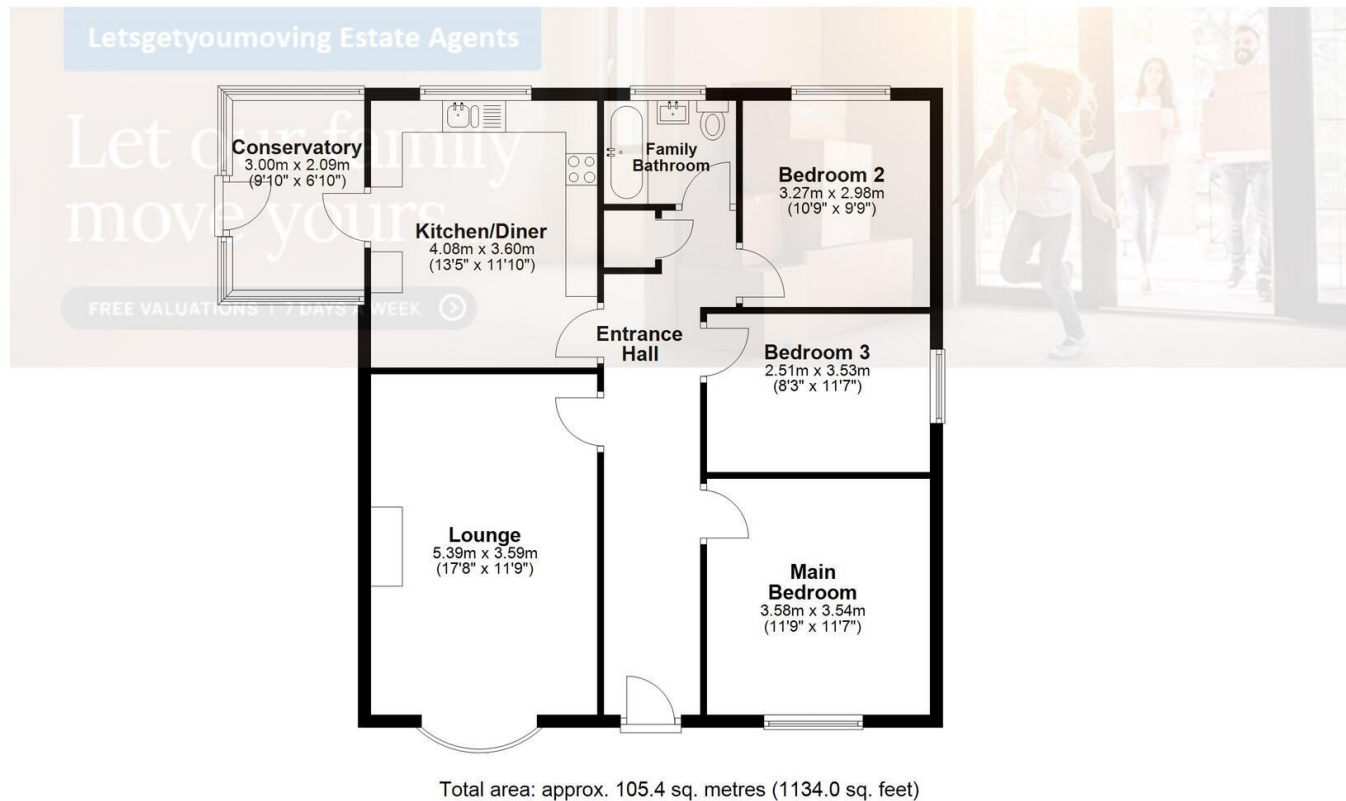 Letsgetyoumoving Estate Agents
Let our family
move yours
FREE VALUATIONS | 7 DAYS A WEEK
Conservatory
3.00m x 2.09m
(9'10" x 6'10")
Kitchen/Diner
4.08m x 3.60m
(13'5" x 11'10")
Family
Bathroom
Bedroom 2
3.27m x 2.98m
(10'9" x 9'9")
Entrance
Hall
Bedroom 3
2.51m x 3.53m
(8'3" x 11'7")
Lounge
5.39m x 3.59m
(17'8" x 11'9")
Main
Bedroom
3.58m x 3.54m
(11'9" x 11'7")
Total area: approx. 105.4 sq. metres (1134.0 sq. feet)